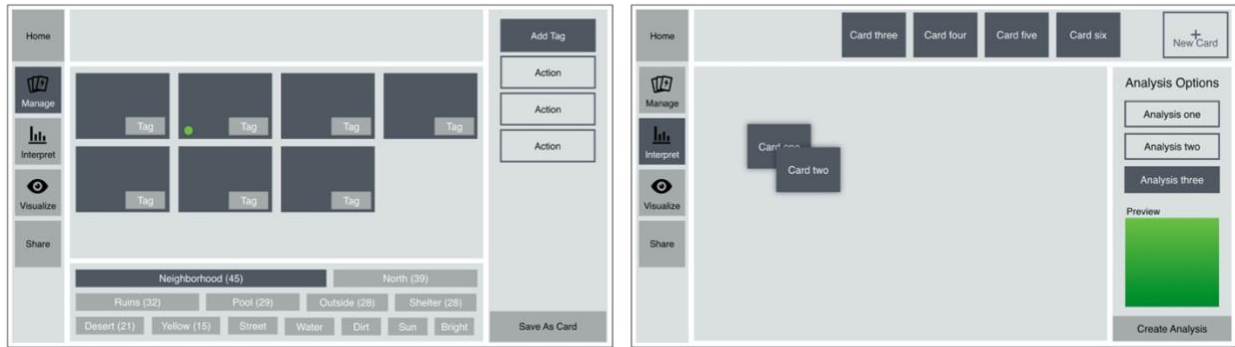 Home
Manage
Interpret
Visualize
Share
Tag Tag Tag Tag
Tag Tag Tag
Neighborhood (45) North (39)
Ruins (32) Pool (29) Outside (28) Shelter (28)
Desert (21) Yellow (15) Street Water Dirt Sun Bright
Add Tag
Action
Action
Action
Save As Card
Home
Manage
Interpret
Visualize
Share
Card three Card four Card five Card six
+
New Card
Card one
Card two
Analysis Options
Analysis one
Analysis two
Analysis three
Preview
Create Analysis